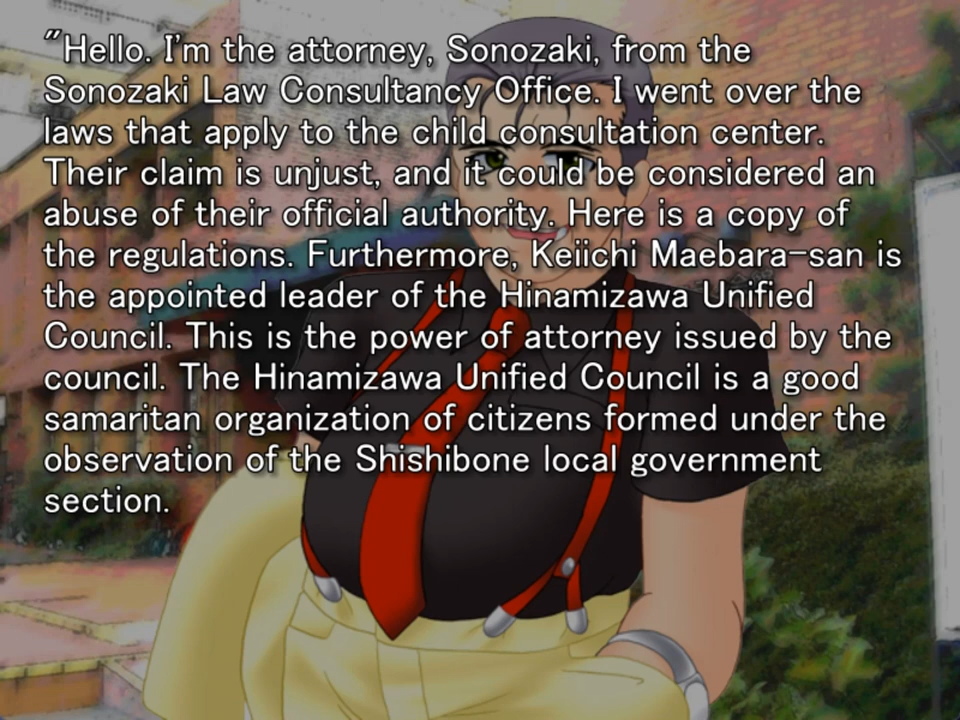 "Hello. I'm the attorney, Sonozaki, from the
Sonozaki Law Consultancy Office. I went over the
laws that apply to the child consultation center.
Their claim is unjust, and it could be considered an
abuse of their official authority. Here is a copy of
the regulations. Furthermore, Keiichi Maebara-san is
the appointed leader of the Hinamizawa Unified
Council. This is the power of attorney issued by the
council. The Hinamizawa Unified Council is a good
samaritan organization of citizens formed under the
observation of the Shishibone local government
section.